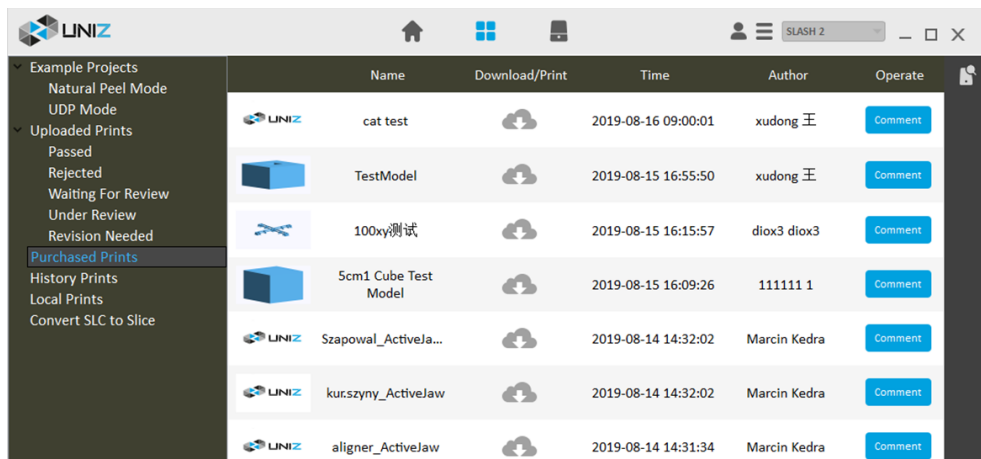 UNIZ
SLASH 2
Example Projects
Natural Peel Mode
UDP Mode
Uploaded Prints
Passed
Rejected
Waiting For Review
Under Review
Revision Needed
Purchased Prints
History Prints
Local Prints
Convert SLC to Slice
Name Download/Print Time Author Operate
UNIZ cat test 2019-08-16 09:00:01 xudong 王 Comment
TestModel 2019-08-15 16:55:50 xudong 王 Comment
100xy测试 2019-08-15 16:15:57 diox3 diox3 Comment
5cm1 Cube Test
Model 2019-08-15 16:09:26 111111 1 Comment
UNIZ Szapowal_ActiveJa... 2019-08-14 14:32:02 Marcin Kedra Comment
UNIZ kur.szyny_ActiveJaw 2019-08-14 14:32:02 Marcin Kedra Comment
UNIZ aligner_ActiveJaw 2019-08-14 14:31:34 Marcin Kedra Comment